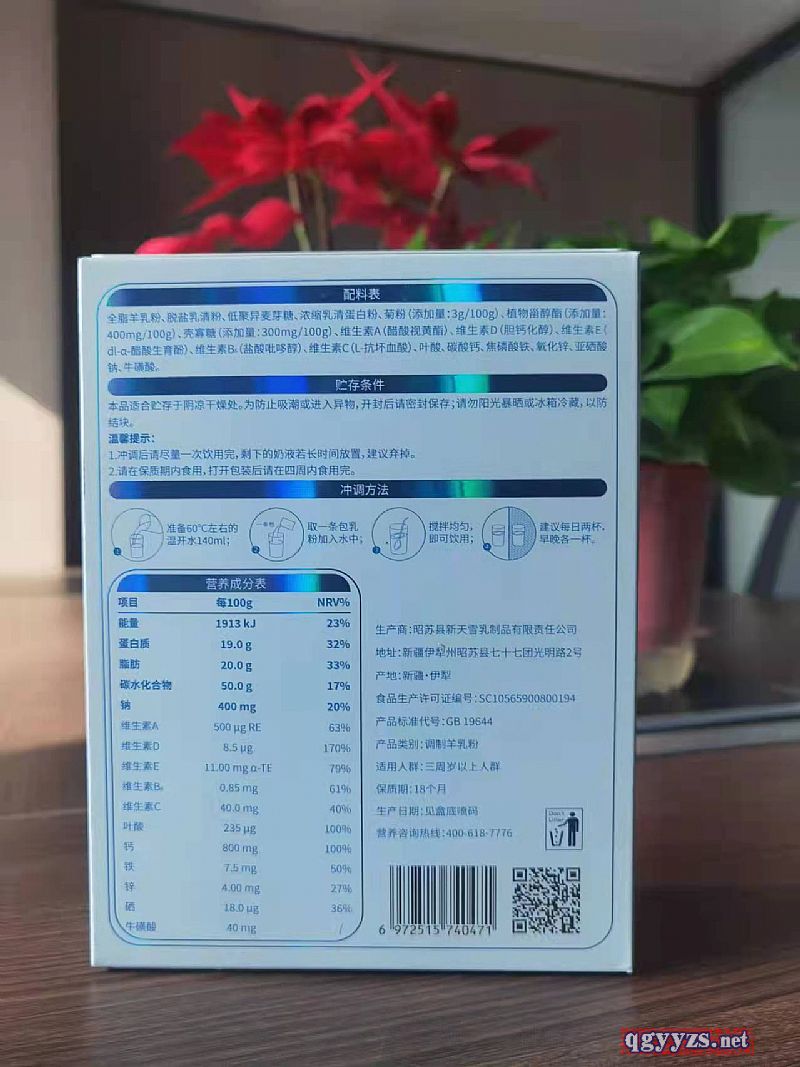 配料表
全脂羊乳粉、脱盐乳清粉、低聚异麦芽糖、浓缩乳清蛋白粉、菊粉(添加量:3g/100g)、植物甾醇酯(添加量:
400mg/100g)、壳寡糖(添加量:300mg/100g)、维生素A(醋酸视黄酯)、维生素D(胆钙化醇)、维生素E(
dl-α-醋酸生育酚)、维生素B₆(盐酸吡哆醇)、维生素C(L-抗坏血酸)、叶酸、碳酸钙、焦磷酸铁、氧化锌、亚硒酸
钠、牛磺酸。
贮存条件
本品适合贮存于阴凉干燥处。为防止吸潮或进入异物,开封后请密封保存;请勿阳光暴晒或冰箱冷藏,以防
结块。
温馨提示:
1.冲调后请尽量一次饮用完,剩下的奶液若长时间放置,建议弃掉。
2.请在保质期内食用,打开包装后请在四周内食用完。
冲调方法
1 准备60℃左右的
温开水140ml;
一条包
2 取一条包乳
粉加入水中;
3 搅拌均匀,
即可饮用;
4 建议每日两杯,
早晚各一杯。
营养成分表
项目 每100g NRV%
能量 1913 kJ 23%
蛋白质 19.0 g 32%
脂肪 20.0 g 33%
碳水化合物 50.0 g 17%
钠 400 mg 20%
维生素A 500 μg RE 63%
维生素D 8.5 μg 170%
维生素E 11.00 mg α-TE 79%
维生素B₆ 0.85 mg 61%
维生素C 40.0 mg 40%
叶酸 235 μg 100%
钙 800 mg 100%
铁 7.5 mg 50%
锌 4.00 mg 27%
硒 18.0 μg 36%
牛磺酸 40 mg /
生产商:昭苏县新天雪乳制品有限责任公司
地址:新疆伊犁州昭苏县七十七团光明路2号
产地:新疆·伊犁
食品生产许可证编号:SC10565900800194
产品标准代号:GB 19644
产品类别:调制羊乳粉
适用人群:三周岁以上人群
保质期:18个月
生产日期:见盒底喷码
营养咨询热线:400-618-7776
Don't
Litter
6 972515 740471
qgyyzs.net